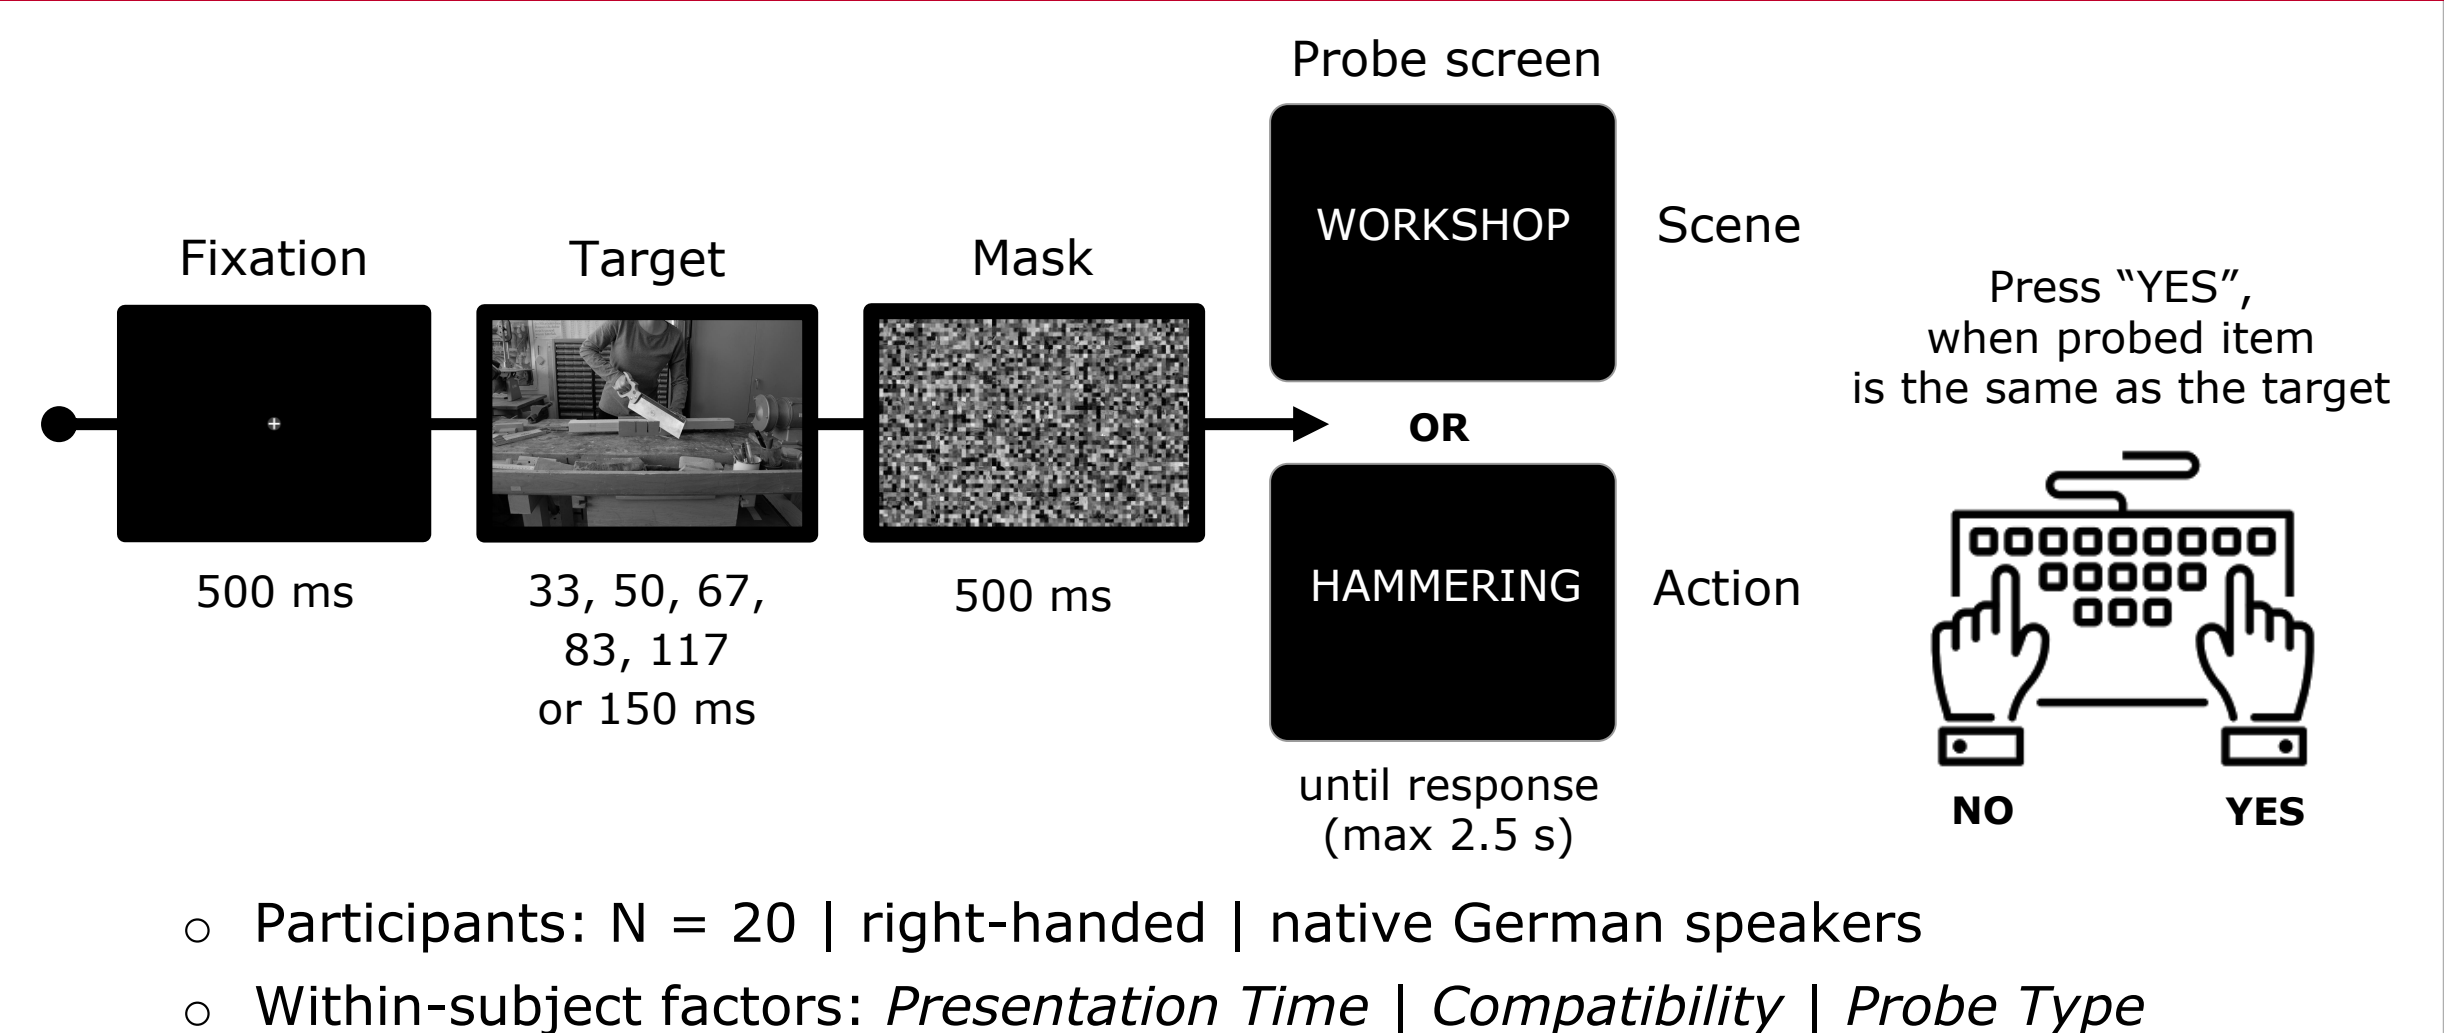 Fixation
500 ms
Target
33, 50, 67,
83, 117
or 150 ms
Mask
500 ms
Probe screen
WORKSHOP
Scene
OR
HAMMERING
Action
until response
(max 2.5 s)
Press “YES”,
when probed item
is the same as the target
NO
YES
○ Participants: N = 20 | right-handed | native German speakers
○ Within-subject factors: Presentation Time | Compatibility | Probe Type